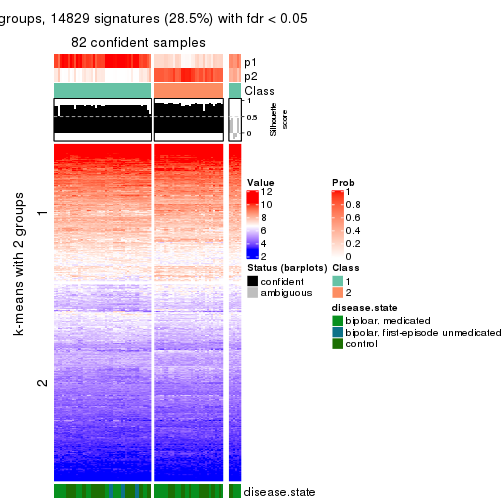 groups, 14829 signatures (28.5%) with fdr < 0.05
82 confident samples
p1
p2
Class
1
0.5
0
Silhouette
score
k-means with 2 groups
1
2
Value
12
10
8
6
4
2
Prob
1
0.8
0.6
0.4
0.2
0
Status (barplots)
confident
ambiguous
Class
1
2
disease.state
biploar. medicated
bipolar. first-episode unmedicated
control
disease.state